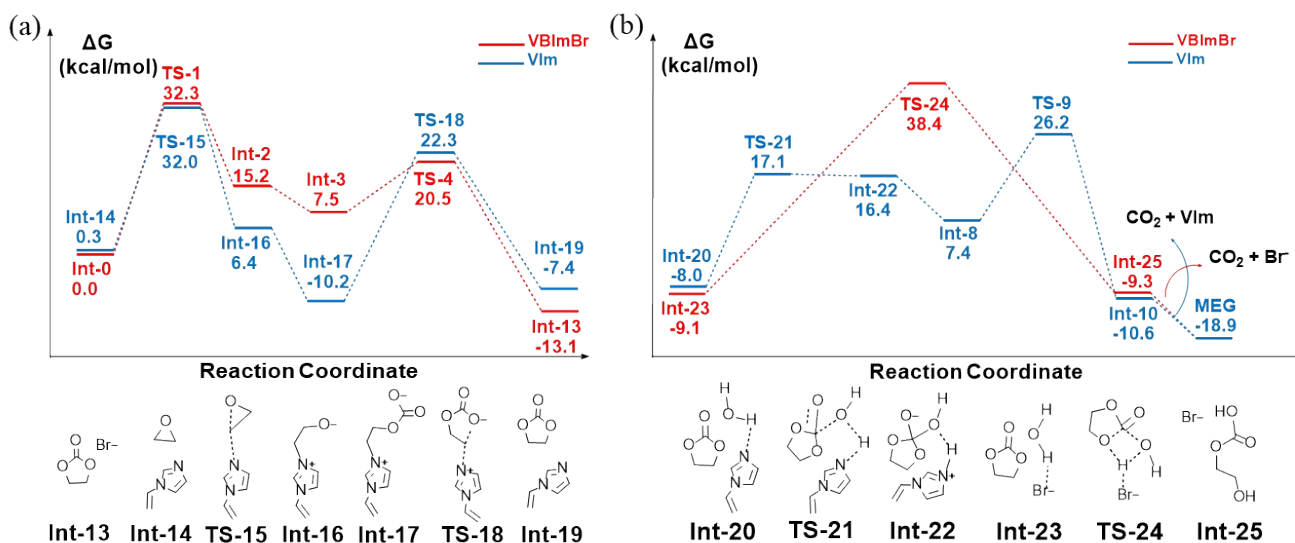 (a)
ΔG
(kcal/mol)
VBImBr
VIm
TS-1
32.3
TS-15
32.0
Int-14
0.3
Int-0
0.0
Int-2
15.2
Int-16
6.4
Int-3
7.5
Int-17
-10.2
TS-18
22.3
TS-4
20.5
Int-19
-7.4
Int-13
-13.1
Reaction Coordinate
O
O
O
Br−
O
N
N
O
N
N
O−
N+
N
O−
O
O
N+
N
O
O
O−
N+
N
O
O
O
N
N
Int-13
Int-14
TS-15
Int-16
Int-17
TS-18
Int-19
(b)
ΔG
(kcal/mol)
VBImBr
VIm
TS-24
38.4
TS-9
26.2
TS-21
17.1
Int-22
16.4
Int-8
7.4
Int-20
-8.0
Int-23
-9.1
CO2 + VIm
CO2 + Br−
Int-25
-9.3
Int-10
-10.6
MEG
-18.9
Reaction Coordinate
H
O
H
O
O
O
N
N
O
H
O
O
O
H
N
N
O−
H
O
O
O
H
N
N+
H
O
H
O
O
O
Br−
O
O
O
O
H
H
Br−
Br−
HO
O
O
OH
Int-20
TS-21
Int-22
Int-23
TS-24
Int-25